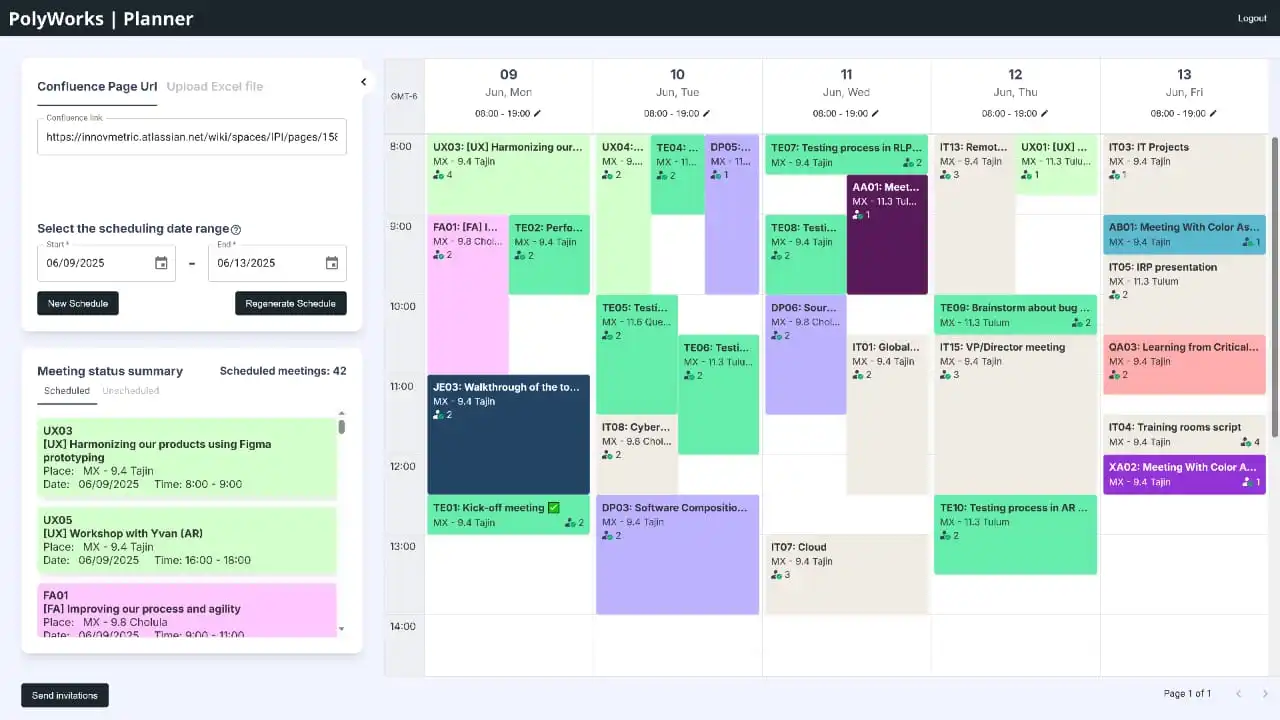 PolyWorks | Planner
Logout
Confluence Page Url Upload Excel file
Confluence link
https://innovmetric.atlassian.net/wiki/spaces/IPI/pages/158
Select the scheduling date range
Start *
06/09/2025
-
End *
06/13/2025
New Schedule
Regenerate Schedule
Meeting status summary
Scheduled meetings: 42
Scheduled Unscheduled
UX03
[UX] Harmonizing our products using Figma
prototyping
Place: MX - 9.4 Tajin
Date: 06/09/2025 Time: 8:00 - 9:00
UX05
[UX] Workshop with Yvan (AR)
Place: MX - 9.4 Tajin
Date: 06/09/2025 Time: 16:00 - 18:00
FA01
[FA] Improving our process and agility
Place: MX - 9.8 Cholula
Date: 06/09/2025 Time: 9:00 - 11:00
Send invitations
GMT-6
09
Jun, Mon
08:00 - 19:00
10
Jun, Tue
08:00 - 19:00
11
Jun, Wed
08:00 - 19:00
12
Jun, Thu
08:00 - 19:00
13
Jun, Fri
08:00 - 19:00
8:00
9:00
10:00
11:00
12:00
13:00
14:00
UX03: [UX] Harmonizing our...
MX - 9.4 Tajin
4
FA01: [FA] I...
MX - 9.8 Chol...
2
TE02: Perfo...
MX - 9.4 Tajin
2
JE03: Walkthrough of the to...
MX - 9.4 Tajin
2
TE01: Kick-off meeting ✅
MX - 9.4 Tajin
2
UX04:...
MX - 9....
2
TE04: ...
MX - 11...
2
DP05:...
MX - 11...
1
TE05: Testi...
MX - 11.6 Que...
2
TE06: Testi...
MX - 11.3 Tulu...
2
IT08: Cyber...
MX - 9.8 Chol...
2
DP03: Software Compositio...
MX - 9.4 Tajin
2
TE07: Testing process in RLP...
MX - 9.4 Tajin
2
AA01: Meet...
MX - 11.3 Tul...
1
TE08: Testi...
MX - 9.4 Tajin
2
DP06: Sour...
MX - 9.8 Chol...
2
IT01: Global...
MX - 9.4 Tajin
2
IT07: Cloud
MX - 9.4 Tajin
3
IT13: Remot...
MX - 9.4 Tajin
3
UX01: [UX] ...
MX - 11.3 Tulu...
1
TE09: Brainstorm about bug ...
MX - 11.3 Tulum
2
IT15: VP/Director meeting
MX - 9.4 Tajin
3
TE10: Testing process in AR ...
MX - 11.3 Tulum
2
IT03: IT Projects
MX - 9.4 Tajin
1
AB01: Meeting With Color As...
MX - 9.4 Tajin
1
IT05: IRP presentation
MX - 11.3 Tulum
2
QA03: Learning from Critical...
MX - 9.4 Tajin
2
IT04: Training rooms script
MX - 9.4 Tajin
4
XA02: Meeting With Color A...
MX - 9.4 Tajin
1
Page 1 of 1